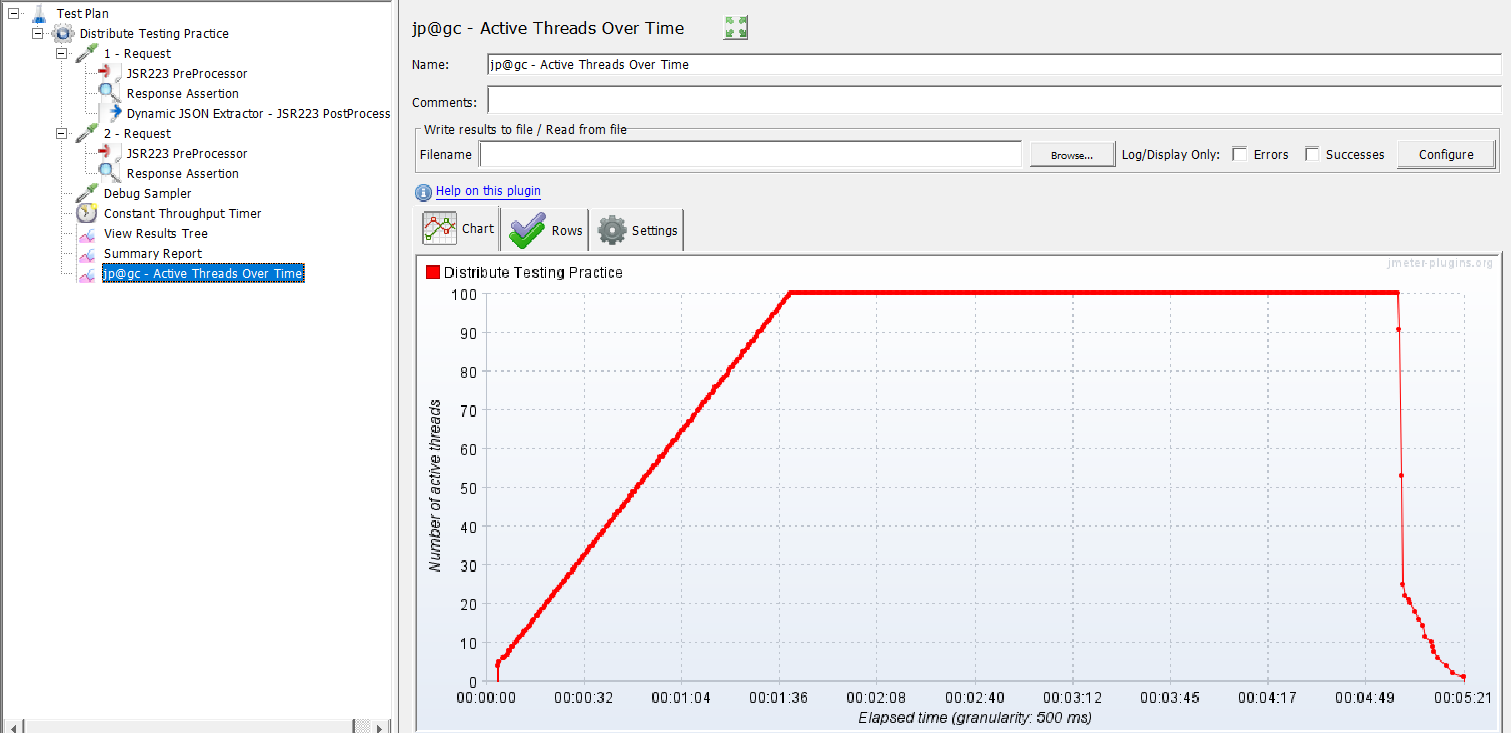 Test Plan
Distribute Testing Practice
1 - Request
JSR223 PreProcessor
Response Assertion
Dynamic JSON Extractor - JSR223 PostProcess
2 - Request
JSR223 PreProcessor
Response Assertion
Debug Sampler
Constant Throughput Timer
View Results Tree
Summary Report
jp@gc - Active Threads Over Time
jp@gc - Active Threads Over Time
Name: jp@gc - Active Threads Over Time
Comments:
Write results to file / Read from file
Filename Browse... Log/Display Only: Errors Successes Configure
Help on this plugin
Chart Rows Settings
jmeter-plugins.org
Distribute Testing Practice
100
90
80
70
60
50
40
30
20
10
0
Number of active threads
00:00:00 00:00:32 00:01:04 00:01:36 00:02:08 00:02:40 00:03:12 00:03:45 00:04:17 00:04:49 00:05:21
Elapsed time (granularity: 500 ms)